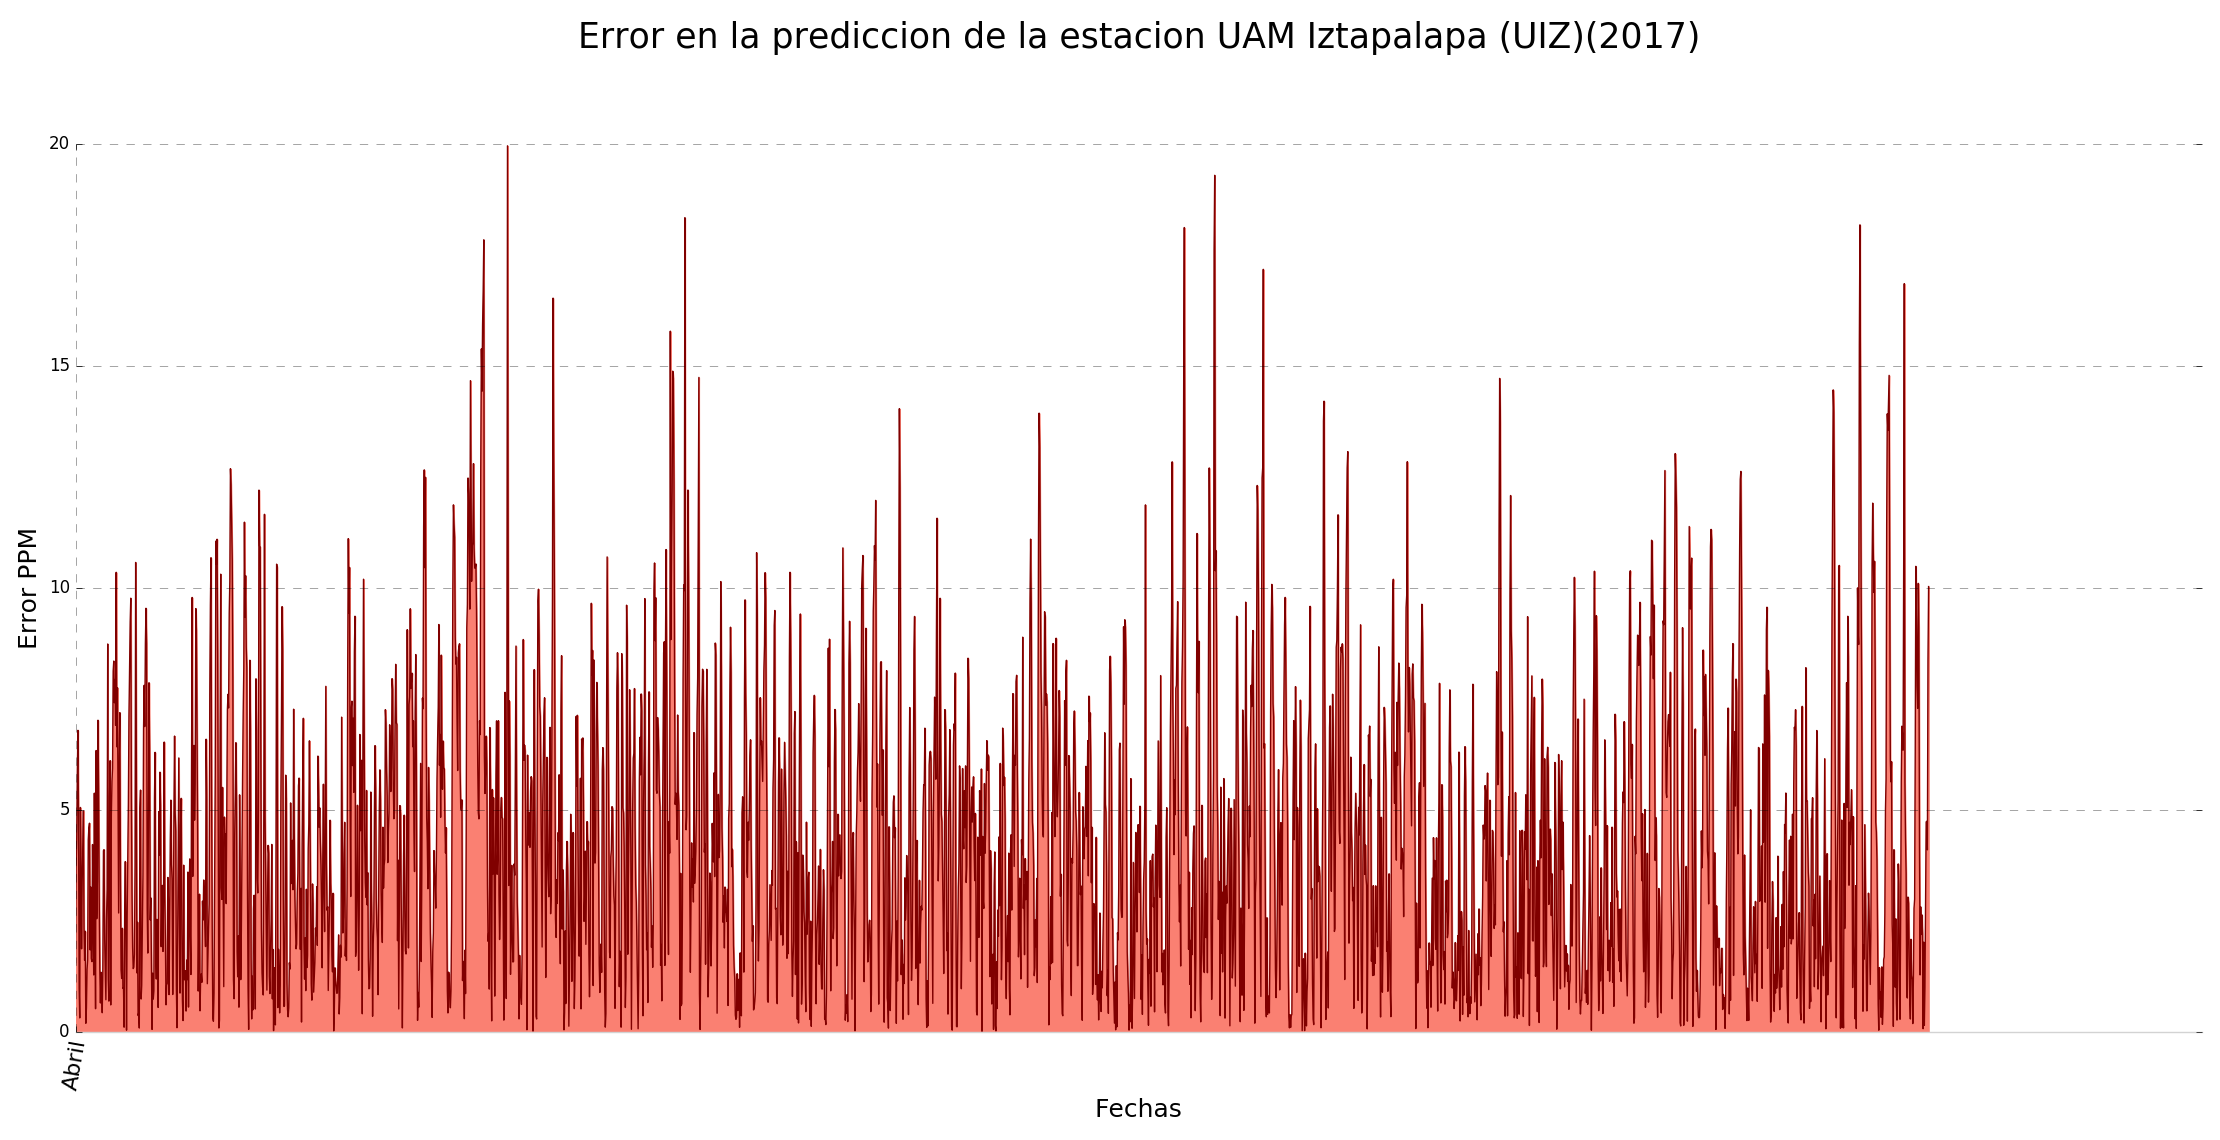 Error en la prediccion de la estacion UAM Iztapalapa (UIZ)(2017)
20
15
10
5
0
Error PPM
Abril
Fechas